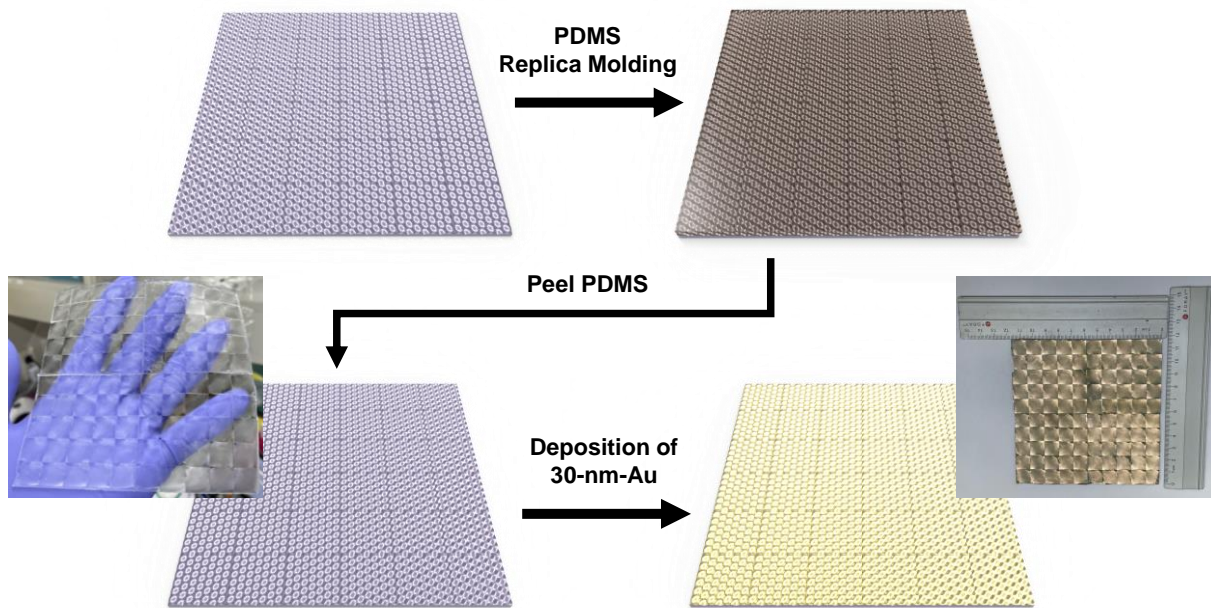 PDMS
Replica Molding
Peel PDMS
Deposition of
30-nm-Au